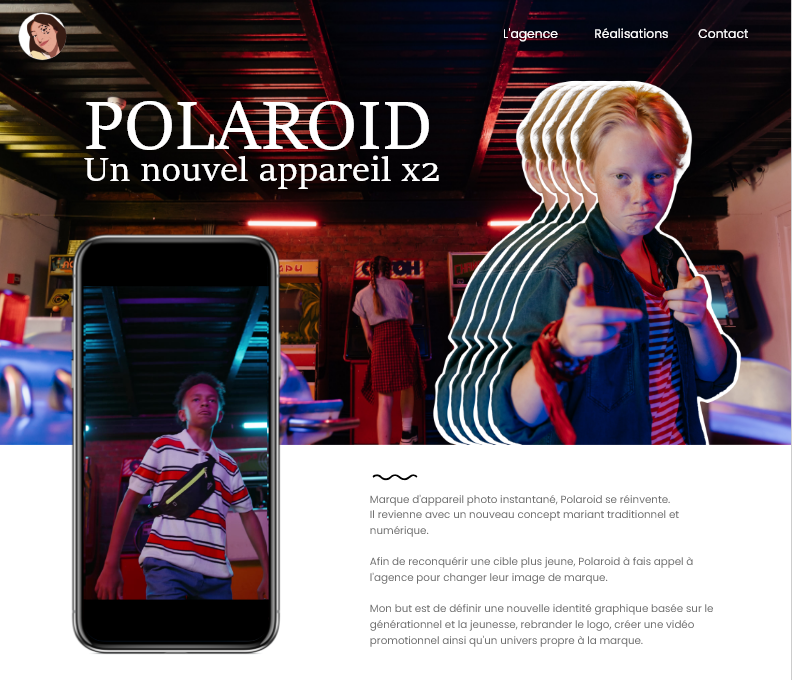 L'agence Réalisations Contact
POLAROID
Un nouvel appareil x2
Marque d'appareil photo instantané, Polaroid se réinvente.
Il revienne avec un nouveau concept mariant traditionnel et
numérique.
Afin de reconquérir une cible plus jeune, Polaroid à fais appel à
l'agence pour changer leur image de marque.
Mon but est de définir une nouvelle identité graphique basée sur le
générationnel et la jeunesse, rebrander le logo, créer une vidéo
promotionnel ainsi qu'un univers propre à la marque.